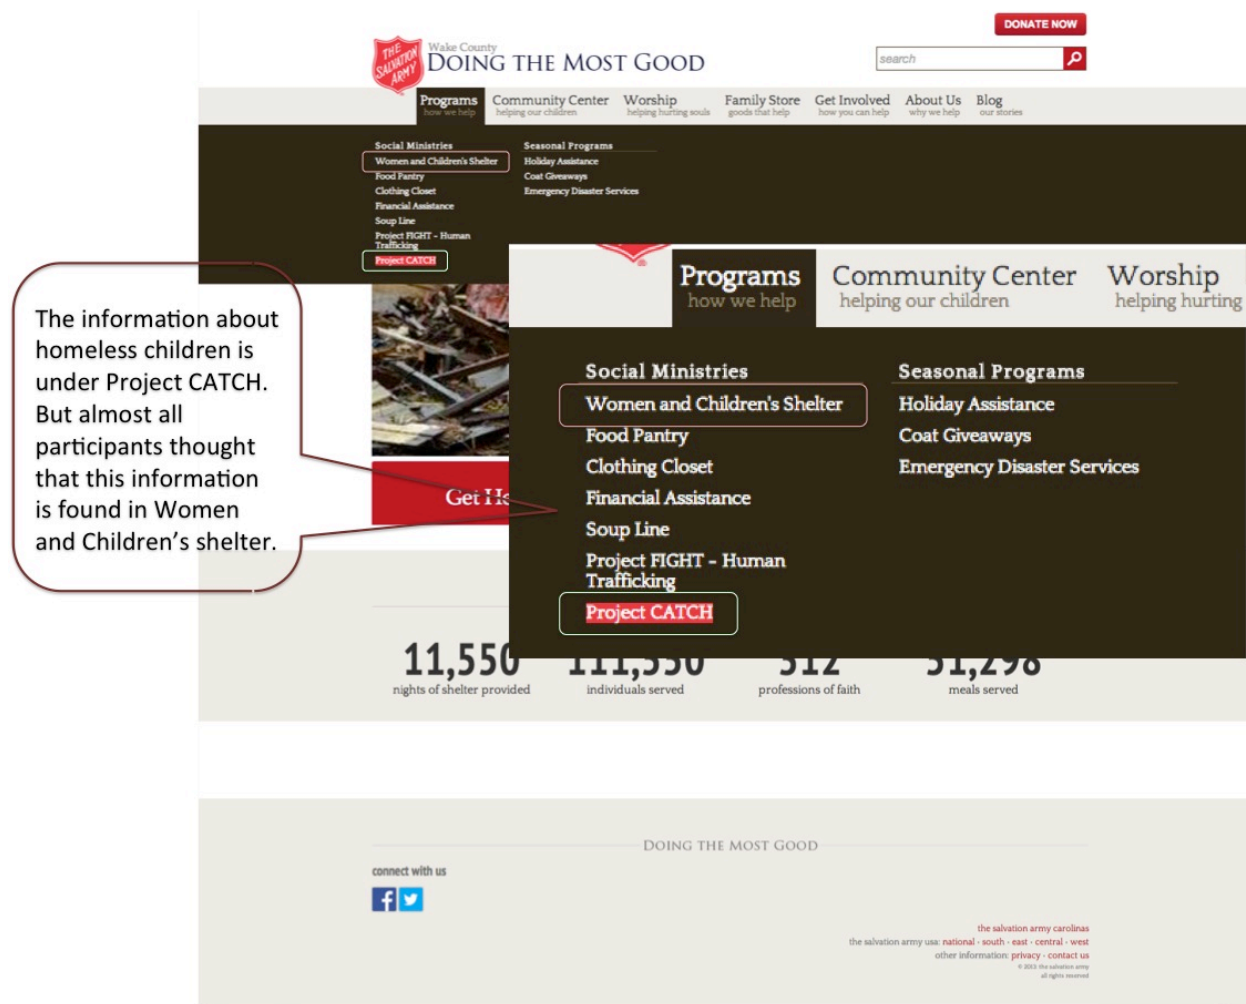 DONATE NOW
THE
SALVATION
ARMY
Wake County
DOING THE MOST GOOD
search
Programs Community Center Worship Family Store Get Involved About Us Blog
how we help helping our children helping hurting souls goods that help how you can help why we help our stories
Social Ministries
Women and Children's Shelter
Food Pantry
Clothing Closet
Financial Assistance
Soup Line
Project FIGHT – Human
Trafficking
Project CATCH
Seasonal Programs
Holiday Assistance
Coat Giveaways
Emergency Disaster Services
The information about
homeless children is
under Project CATCH.
But almost all
participants thought
that this information
is found in Women
and Children’s shelter.
Programs Community Center Worship
how we help helping our children helping hurting
Social Ministries
Women and Children's Shelter
Food Pantry
Clothing Closet
Financial Assistance
Soup Line
Project FIGHT – Human
Trafficking
Project CATCH
Seasonal Programs
Holiday Assistance
Coat Giveaways
Emergency Disaster Services
Get
11,550
nights of shelter provided individuals served professions of faith meals served
DOING THE MOST GOOD
connect with us
the salvation army carolinas
the salvation army usa: national · south · east · central · west
other information: privacy · contact us
© 2013 the salvation army
all rights reserved